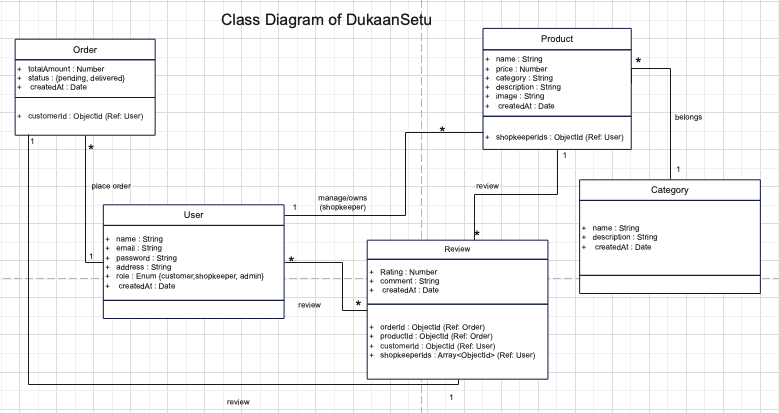 Class Diagram of DukaanSetu
Order
+ totalAmount : Number
+ status : {pending, delivered}
+ createdAt : Date
+ customerId : ObjectId (Ref: User)
1
*
place order
1
Product
+ name : String
+ price : Number
+ category : String
+ description : String
+ image : String
+ createdAt : Date
+ shopkeeperIds : ObjectId (Ref: User)
*
*
belongs
1
1
review
*
manage/owns
(shopkeeper)
1
User
+ name : String
+ email : String
+ password : String
+ address : String
+ role : Enum {customer,shopkeeper, admin}
+ createdAt : Date
*
review
*
Category
+ name : String
+ description : String
+ createdAt : Date
Review
+ Rating : Number
+ comment : String
+ createdAt : Date
+ orderId : ObjectId (Ref: Order)
+ productId : ObjectId (Ref: Order)
+ customerId : ObjectId (Ref: User)
+ shopkeeperIds : Array<ObjectId> (Ref: User)
1
review